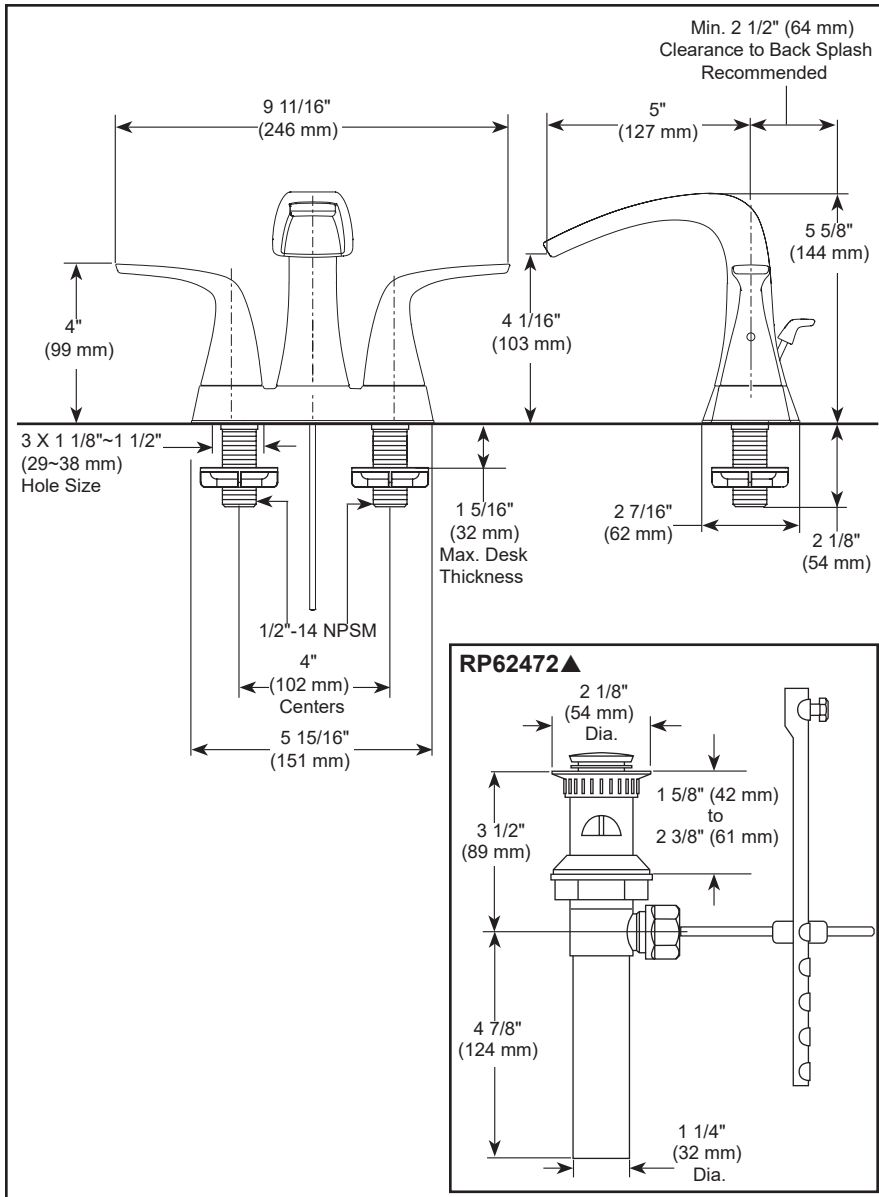 Min. 2 1/2" (64 mm)
Clearance to Back Splash
Recommended
9 11/16"
(246 mm)
5"
(127 mm)
5 5/8"
(144 mm)
4"
(99 mm)
4 1/16"
(103 mm)
3 X 1 1/8"~1 1/2"
(29~38 mm)
Hole Size
1 5/16"
(32 mm)
Max. Desk
Thickness
2 7/16"
(62 mm)
2 1/8"
(54 mm)
1/2"-14 NPSM
4"
(102 mm)
Centers
5 15/16"
(151 mm)
RP62472▲
2 1/8"
(54 mm)
Dia.
1 5/8" (42 mm)
to
2 3/8" (61 mm)
3 1/2"
(89 mm)
4 7/8"
(124 mm)
1 1/4"
(32 mm)
Dia.